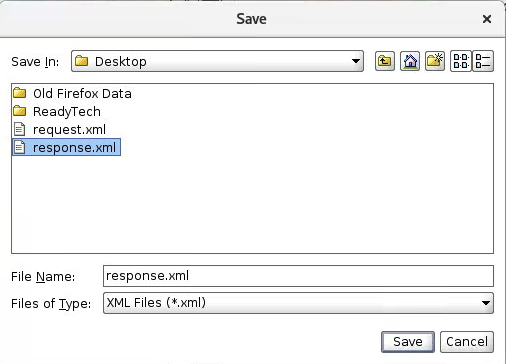 Save
Save In: Desktop
Old Firefox Data
ReadyTech
request.xml
response.xml
File Name: response.xml
Files of Type: XML Files (*.xml)
Save Cancel